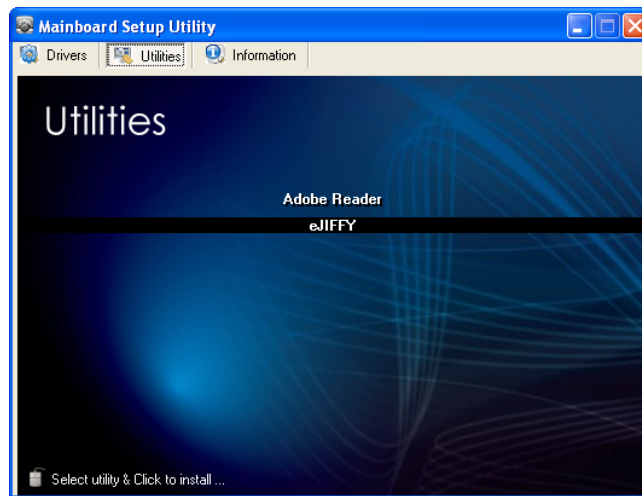 Mainboard Setup Utility
Drivers Utilities Information
Utilities
Adobe Reader
eJIFFY
Select utility & Click to install ...